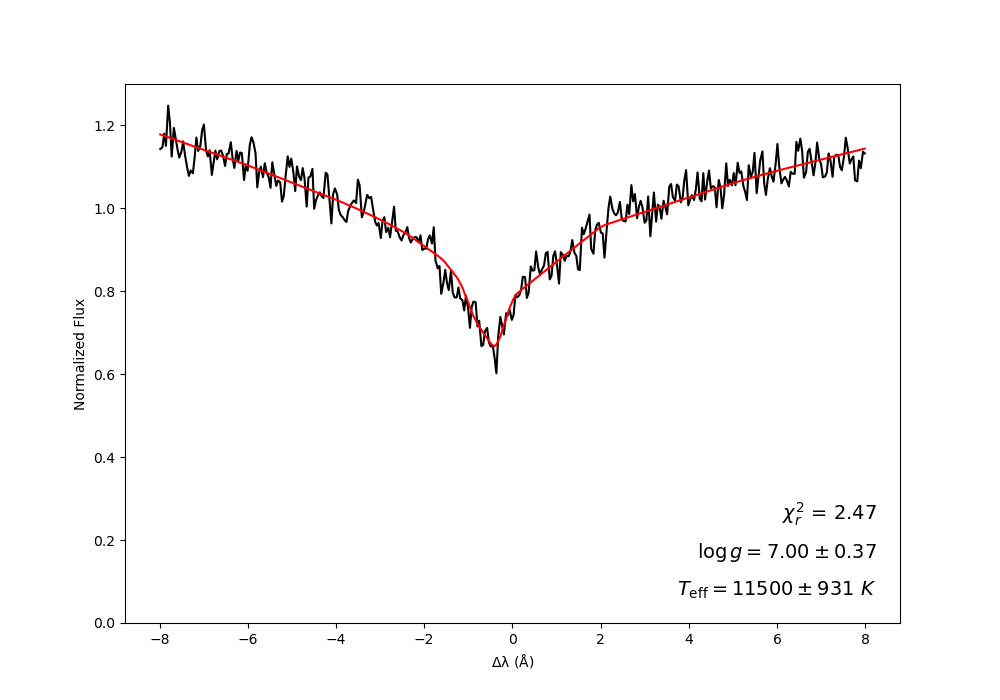 1.2
1.0
0.8
0.6
0.4
0.2
0.0
Normalized Flux
χ²ᵣ = 2.47
log g = 7.00 ± 0.37
T_eff = 11500 ± 931 K
−8 −6 −4 −2 0 2 4 6 8
Δλ (Å)